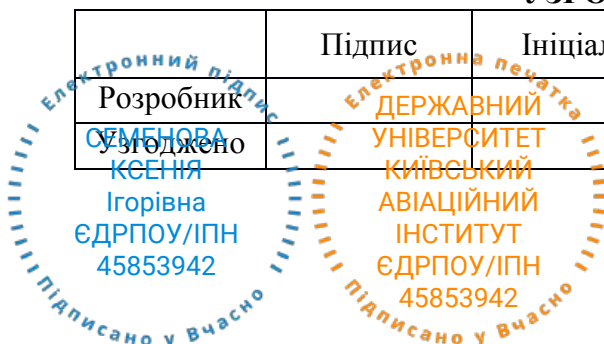 Підпис
Розробник
Узгоджено
Електронний підпис
СЕМЕНОВА
КСЕНІЯ
Ігорівна
ЄДРПОУ/ІПН
45853942
Підписано у Вчасно
Електронна печатка
ДЕРЖАВНИЙ
УНІВЕРСИТЕТ
КИЇВСЬКИЙ
АВІАЦІЙНИЙ
ІНСТИТУТ
ЄДРПОУ/ІПН
45853942
Підписано у Вчасно